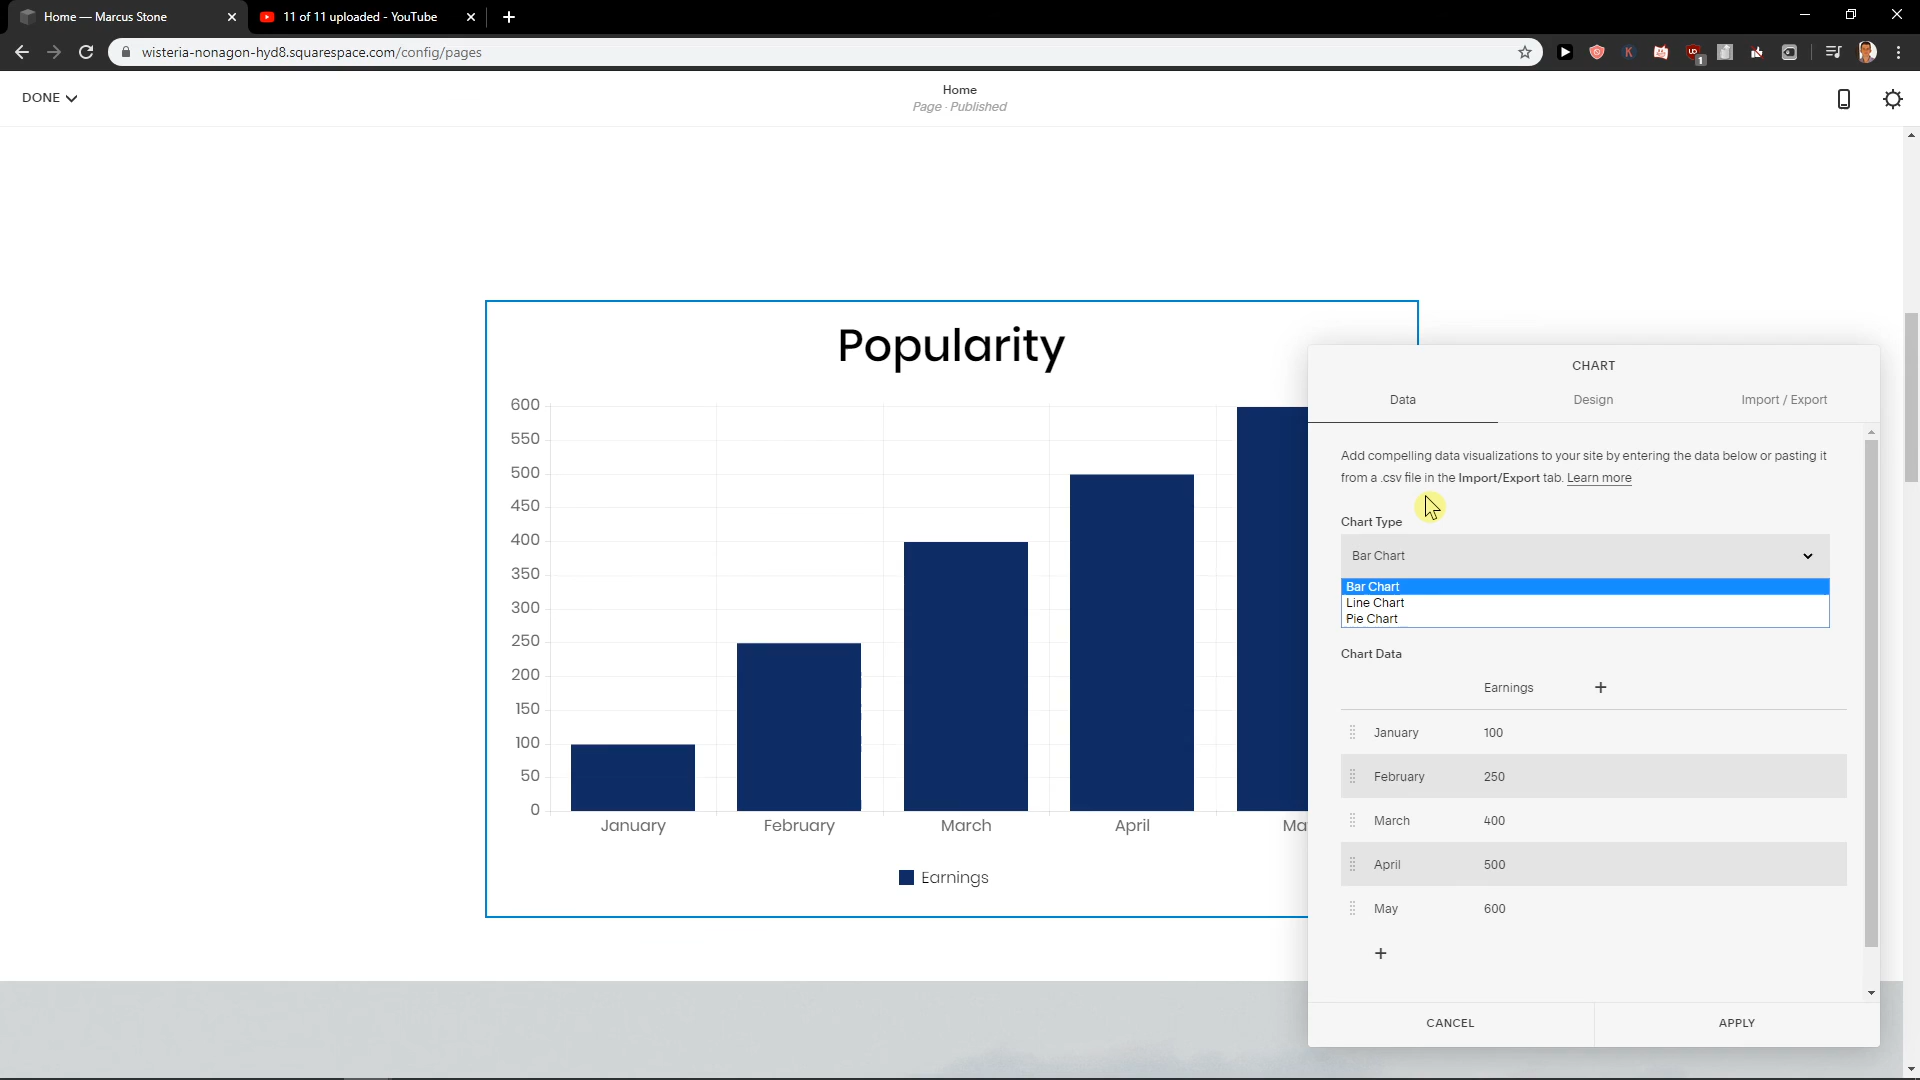 Home — Marcus Stone
11 of 11 uploaded - YouTube
wisteria-nonagon-hyd8.squarespace.com/config/pages
K
UD
1
DONE
Home
Page · Published
Popularity
600
550
500
450
400
350
300
250
200
150
100
50
0
January
February
March
April
Ma
Earnings
CHART
Data
Design
Import / Export
Add compelling data visualizations to your site by entering the data below or pasting it
from a .csv file in the Import/Export tab. Learn more
Chart Type
Bar Chart
Bar Chart
Line Chart
Pie Chart
Chart Data
Earnings +
January 100
February 250
March 400
April 500
May 600
+
CANCEL
APPLY